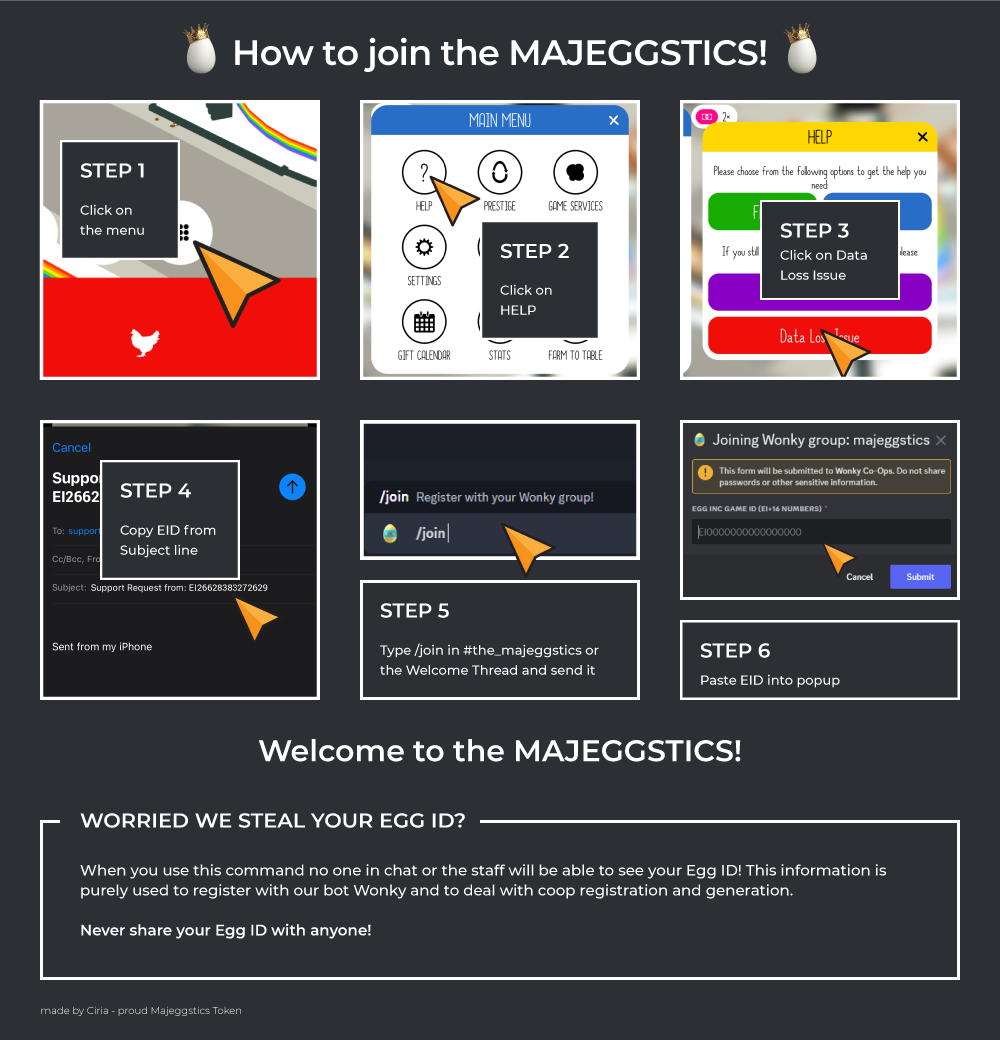 How to join the MAJEGGSTICS!
STEP 1
Click on
the menu
MAIN MENU
HELP
PRESTIGE
GAME SERVICES
SETTINGS
GIFT CALENDAR
STATS
FARM TO TABLE
STEP 2
Click on
HELP
2×
HELP
Please choose from the following options to get the help you
need:
F
If you still
please
Data Loss Issue
STEP 3
Click on Data
Loss Issue
Cancel
Suppo
EI2662
To: support
Cc/Bcc, Fro
Subject: Support Request from: EI26628383272629
Sent from my iPhone
STEP 4
Copy EID from
Subject line
/join Register with your Wonky group!
/join
STEP 5
Type /join in #the_majeggstics or
the Welcome Thread and send it
Joining Wonky group: majeggstics
This form will be submitted to Wonky Co-Ops. Do not share
passwords or other sensitive information.
EGG INC GAME ID (EI+16 NUMBERS) *
EI0000000000000000
Cancel
Submit
STEP 6
Paste EID into popup
Welcome to the MAJEGGSTICS!
WORRIED WE STEAL YOUR EGG ID?
When you use this command no one in chat or the staff will be able to see your Egg ID! This information is
purely used to register with our bot Wonky and to deal with coop registration and generation.
Never share your Egg ID with anyone!
made by Ciria - proud Majeggstics Token